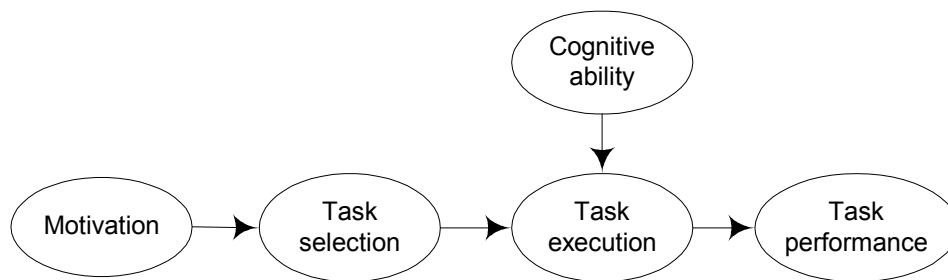 Cognitive
ability
Motivation
Task
selection
Task
execution
Task
performance